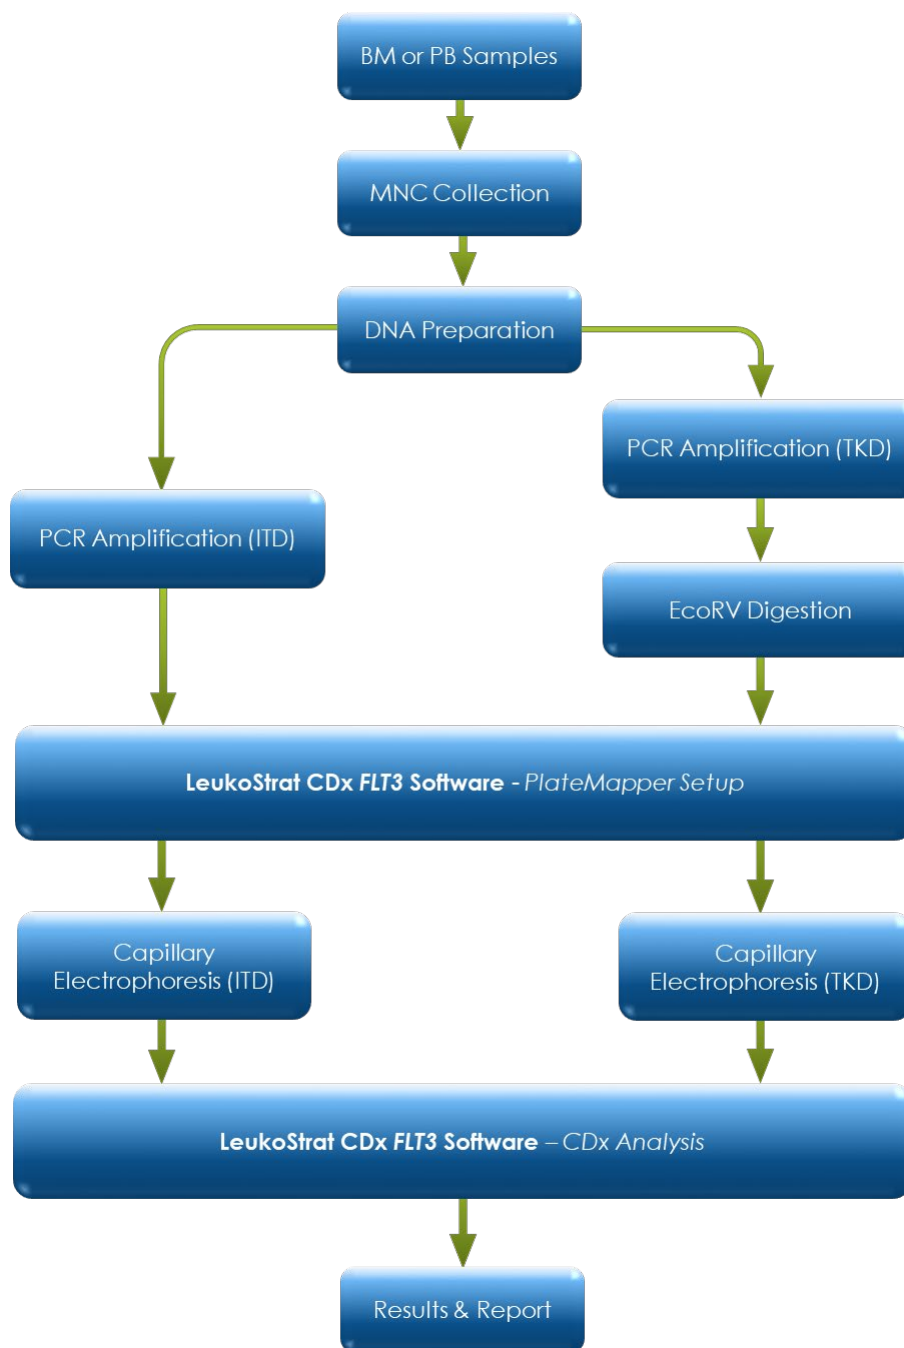 BM or PB Samples
MNC Collection
DNA Preparation
PCR Amplification (TKD)
PCR Amplification (ITD)
EcoRV Digestion
LeukoStrat CDx FLT3 Software - PlateMapper Setup
Capillary
Electrophoresis (ITD)
Capillary
Electrophoresis (TKD)
LeukoStrat CDx FLT3 Software – CDx Analysis
Results & Report